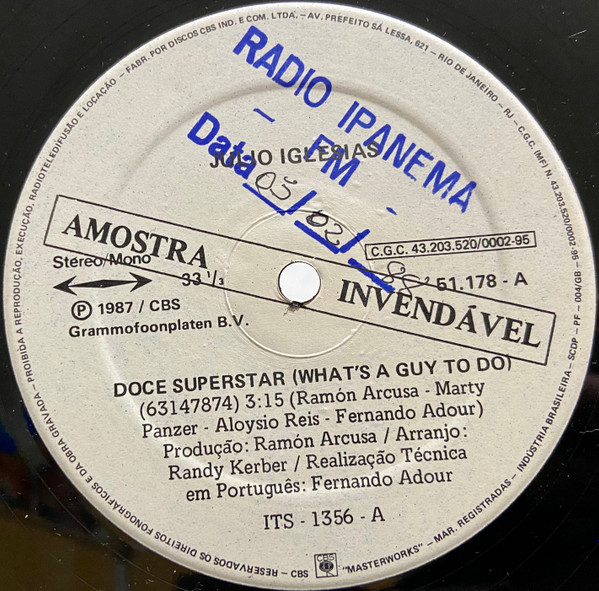 RESERVADOS OS DIREITOS FONOGRÁFICOS E DA OBRA GRAVADA - PROIBIDA A REPRODUÇÃO, EXECUÇÃO, RADIOTELEDIFUSÃO E LOCAÇÃO - FABR. POR DISCOS CBS IND. E COM. LTDA. - AV. PREFEITO SÁ LESSA, 621 - RIO DE JANEIRO - RJ - C.G.C. (MF) N. 43.203.520/0002-95 - SCDP - PF - 004/GB - INDÚSTRIA BRASILEIRA - MAR. REGISTRADAS - "MASTERWORKS" CBS - CBS
RADIO IPANEMA
- FM -
Data 05/02/88
JULIO IGLESIAS
AMOSTRA INVENDÁVEL
C.G.C. 43.203.520/0002-95
Stéreo/Mono
33 1/3
51.178 - A
℗ 1987 / CBS
Grammofoonplaten B.V.
DOCE SUPERSTAR (WHAT'S A GUY TO DO)
(63147874) 3:15 (Ramón Arcusa - Marty
Panzer - Aloysio Reis - Fernando Adour)
Produção: Ramón Arcusa / Arranjo:
Randy Kerber / Realização Técnica
em Português: Fernando Adour
ITS - 1356 - A